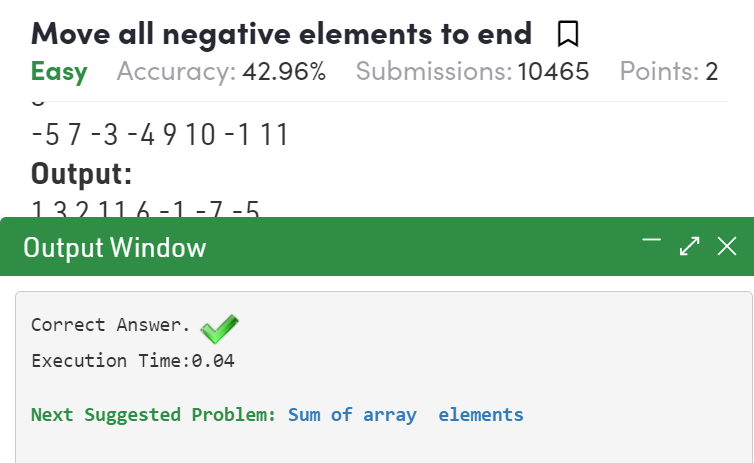 Move all negative elements to end
Easy Accuracy: 42.96% Submissions: 10465 Points: 2
-5 7 -3 -4 9 10 -1 11
Output:
1 3 2 11 6 -1 -7 -5
Output Window
Correct Answer.
Execution Time:0.04
Next Suggested Problem: Sum of array elements